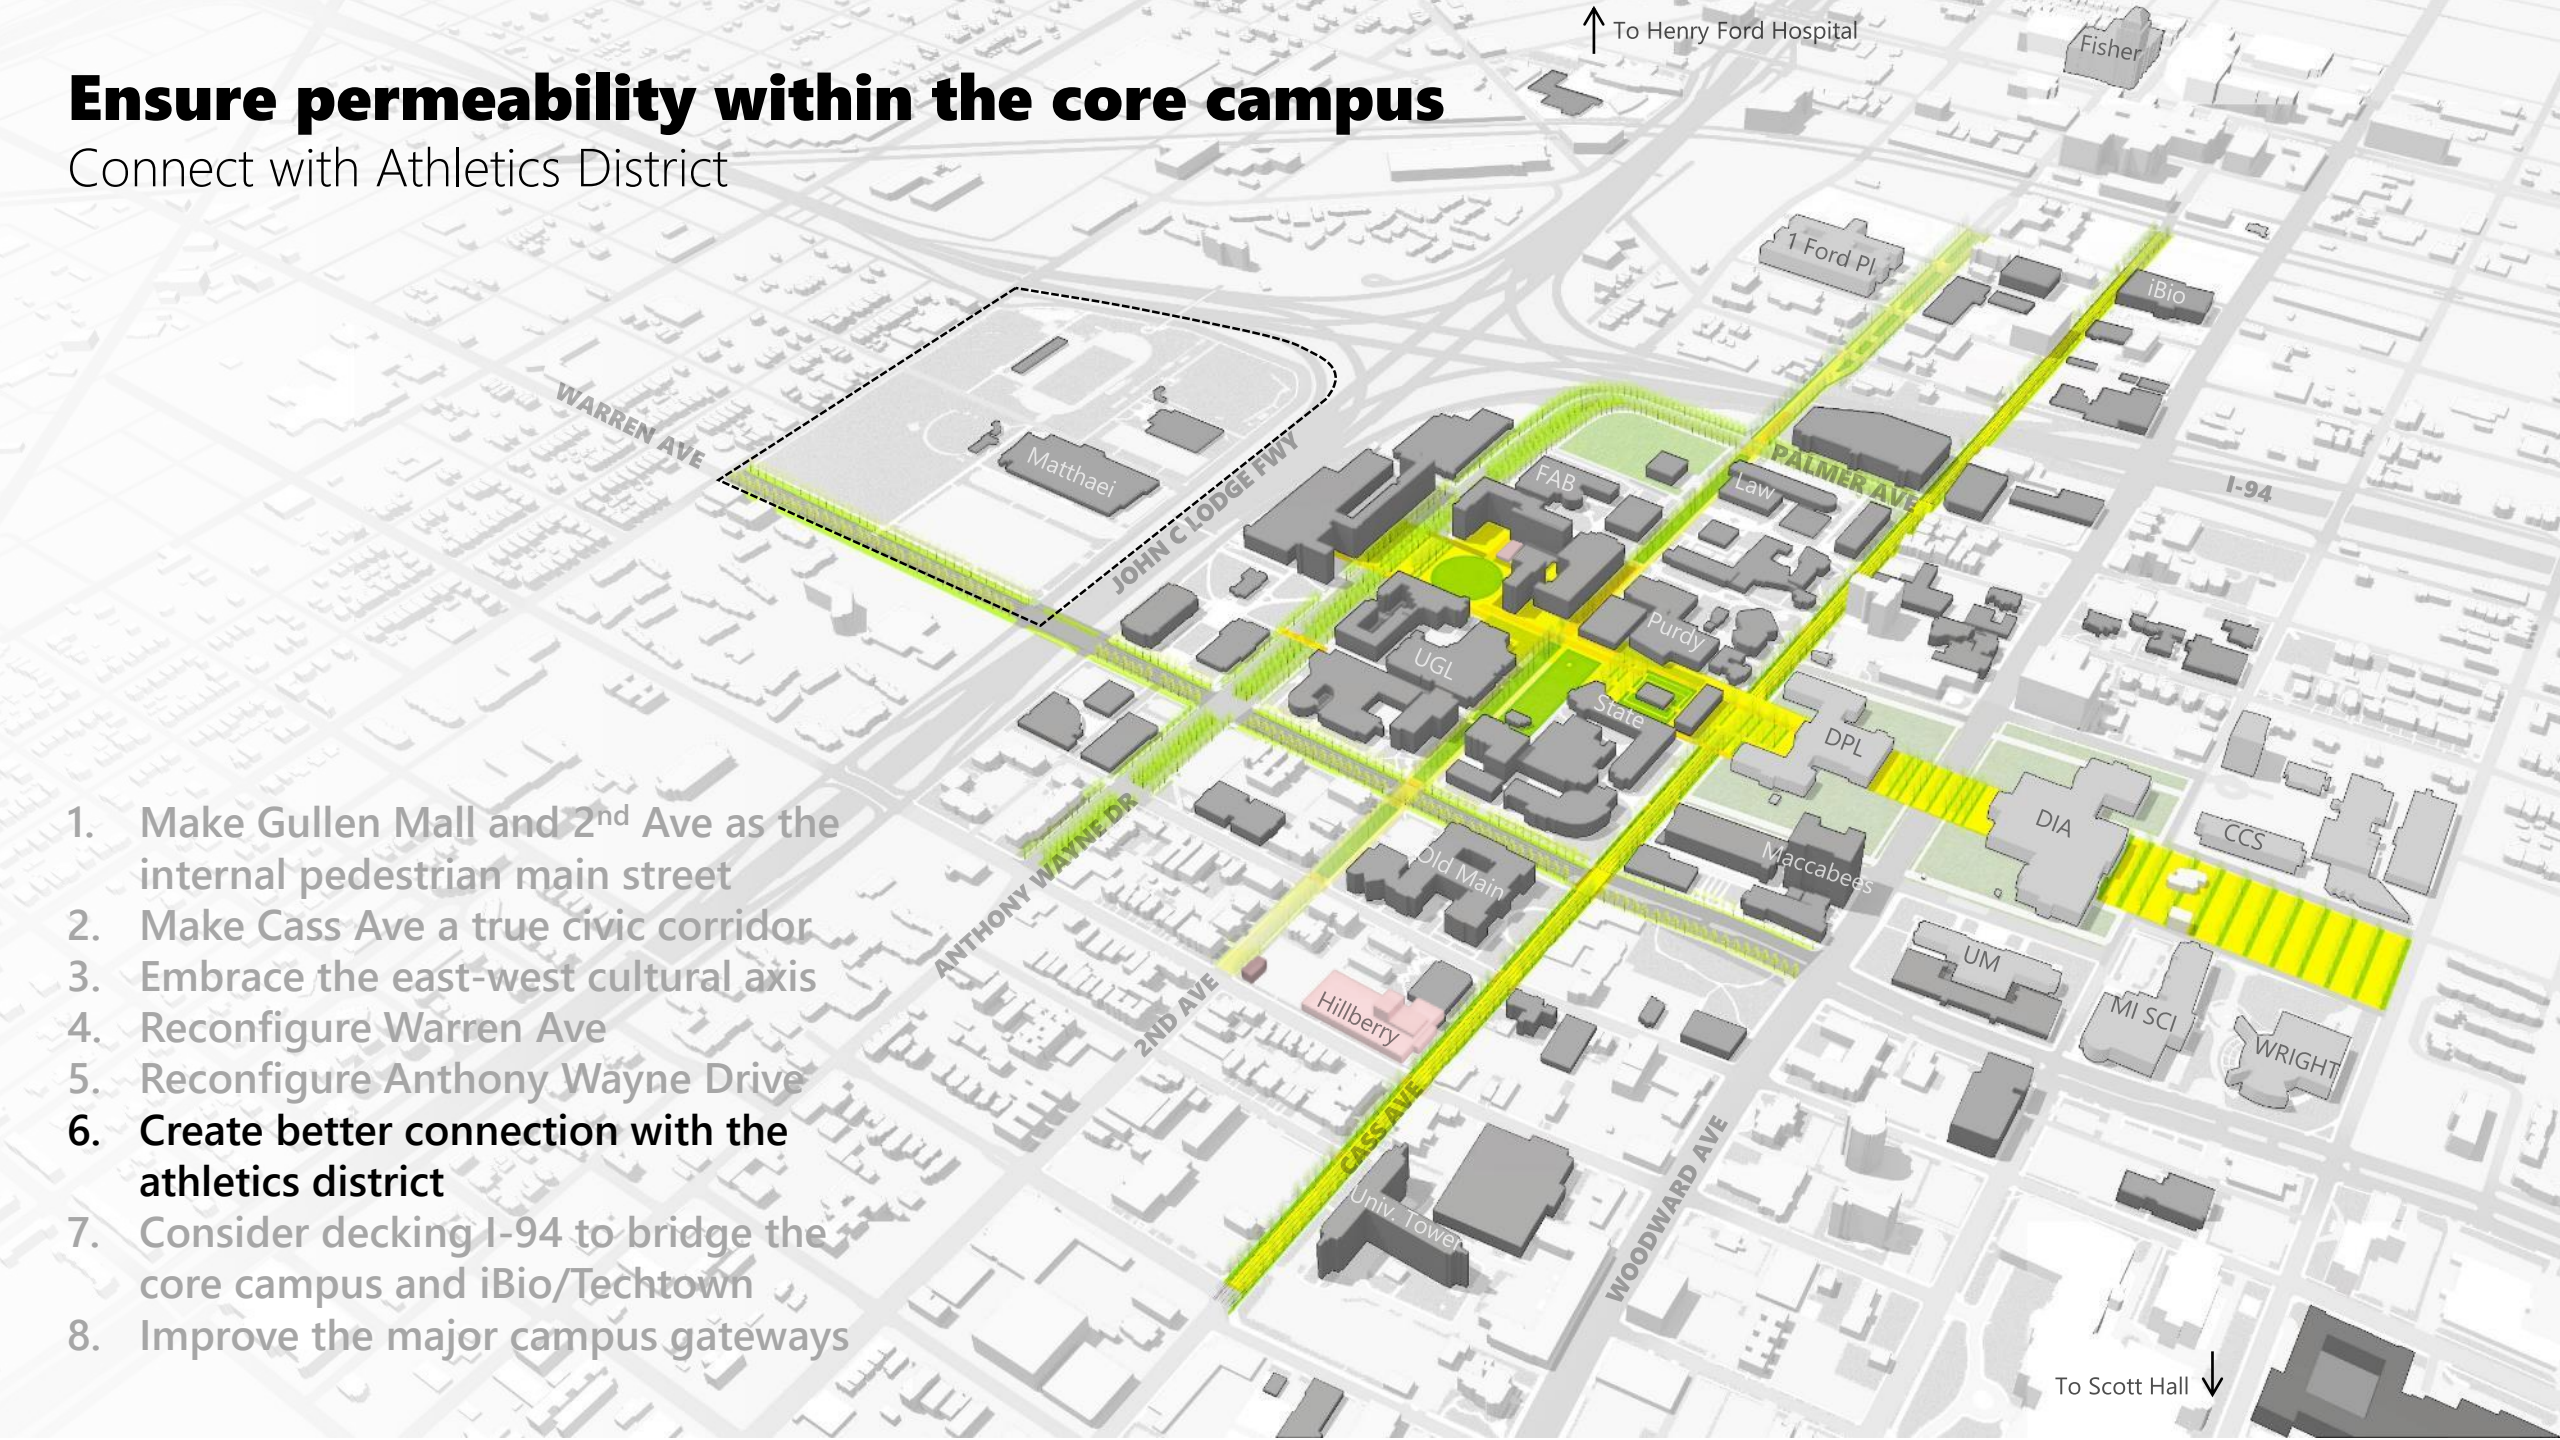 To Henry Ford Hospital
Fisher
Ensure permeability within the core campus
Connect with Athletics District
1 Ford Pl
iBio
WARREN AVE
Matthaei
JOHN C LODGE FWY
FAB
Law
PALMER AVE
I-94
Purdy
UGL
State
DPL
DIA
CCS
Maccabees
Old Main
ANTHONY WAYNE DR
2ND AVE
Hillberry
UM
MI SCI
WRIGHT
CASS AVE
Univ. Tower
WOODWARD AVE
1. Make Gullen Mall and 2nd Ave as the
internal pedestrian main street
2. Make Cass Ave a true civic corridor
3. Embrace the east-west cultural axis
4. Reconfigure Warren Ave
5. Reconfigure Anthony Wayne Drive
6. Create better connection with the
athletics district
7. Consider decking I-94 to bridge the
core campus and iBio/Techtown
8. Improve the major campus gateways
To Scott Hall